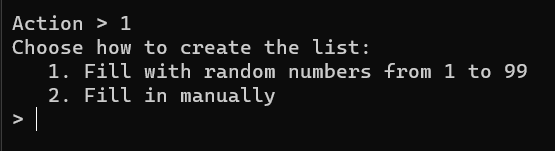 Action > 1
Choose how to create the list:
   1. Fill with random numbers from 1 to 99
   2. Fill in manually
>